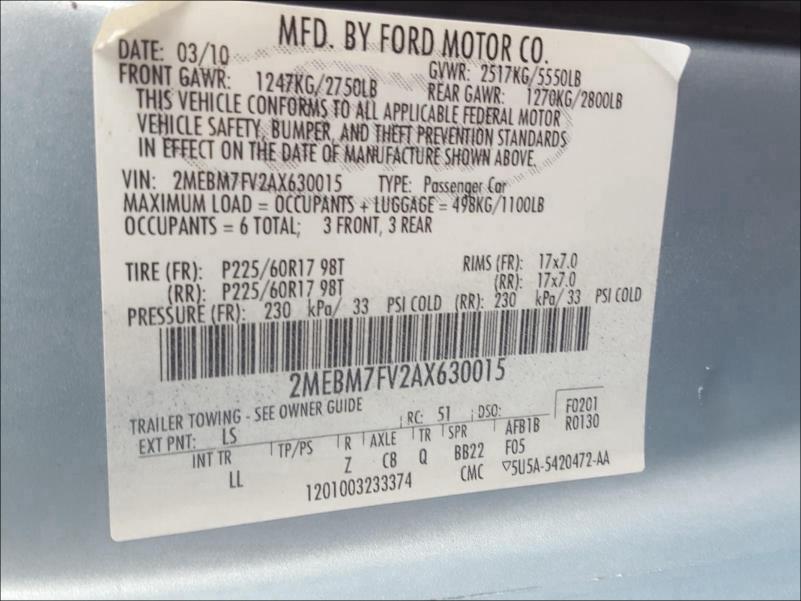 MFD. BY FORD MOTOR CO.
DATE: 03/10 GVWR: 2517KG/5550LB
FRONT GAWR: 1247KG/2750LB REAR GAWR: 1270KG/2800LB
THIS VEHICLE CONFORMS TO ALL APPLICABLE FEDERAL MOTOR
VEHICLE SAFETY, BUMPER, AND THEFT PREVENTION STANDARDS
IN EFFECT ON THE DATE OF MANUFACTURE SHOWN ABOVE.
VIN: 2MEBM7FV2AX630015 TYPE: Passenger Car
MAXIMUM LOAD = OCCUPANTS + LUGGAGE = 498KG/1100LB
OCCUPANTS = 6 TOTAL; 3 FRONT, 3 REAR
TIRE (FR): P225/60R17 98T RIMS (FR): 17x7.0
(RR): P225/60R17 98T (RR): 17x7.0
PRESSURE (FR): 230 kPa/ 33 PSI COLD (RR): 230 kPa/ 33 PSI COLD
2MEBM7FV2AX630015
TRAILER TOWING - SEE OWNER GUIDE RC: 51 DSO: F0201
EXT PNT: LS R0130
INT TR TP/PS R AXLE TR SPR AFB1B
LL Z C8 Q BB22 F05
1201003233374 CMC ▽5U5A-5420472-AA